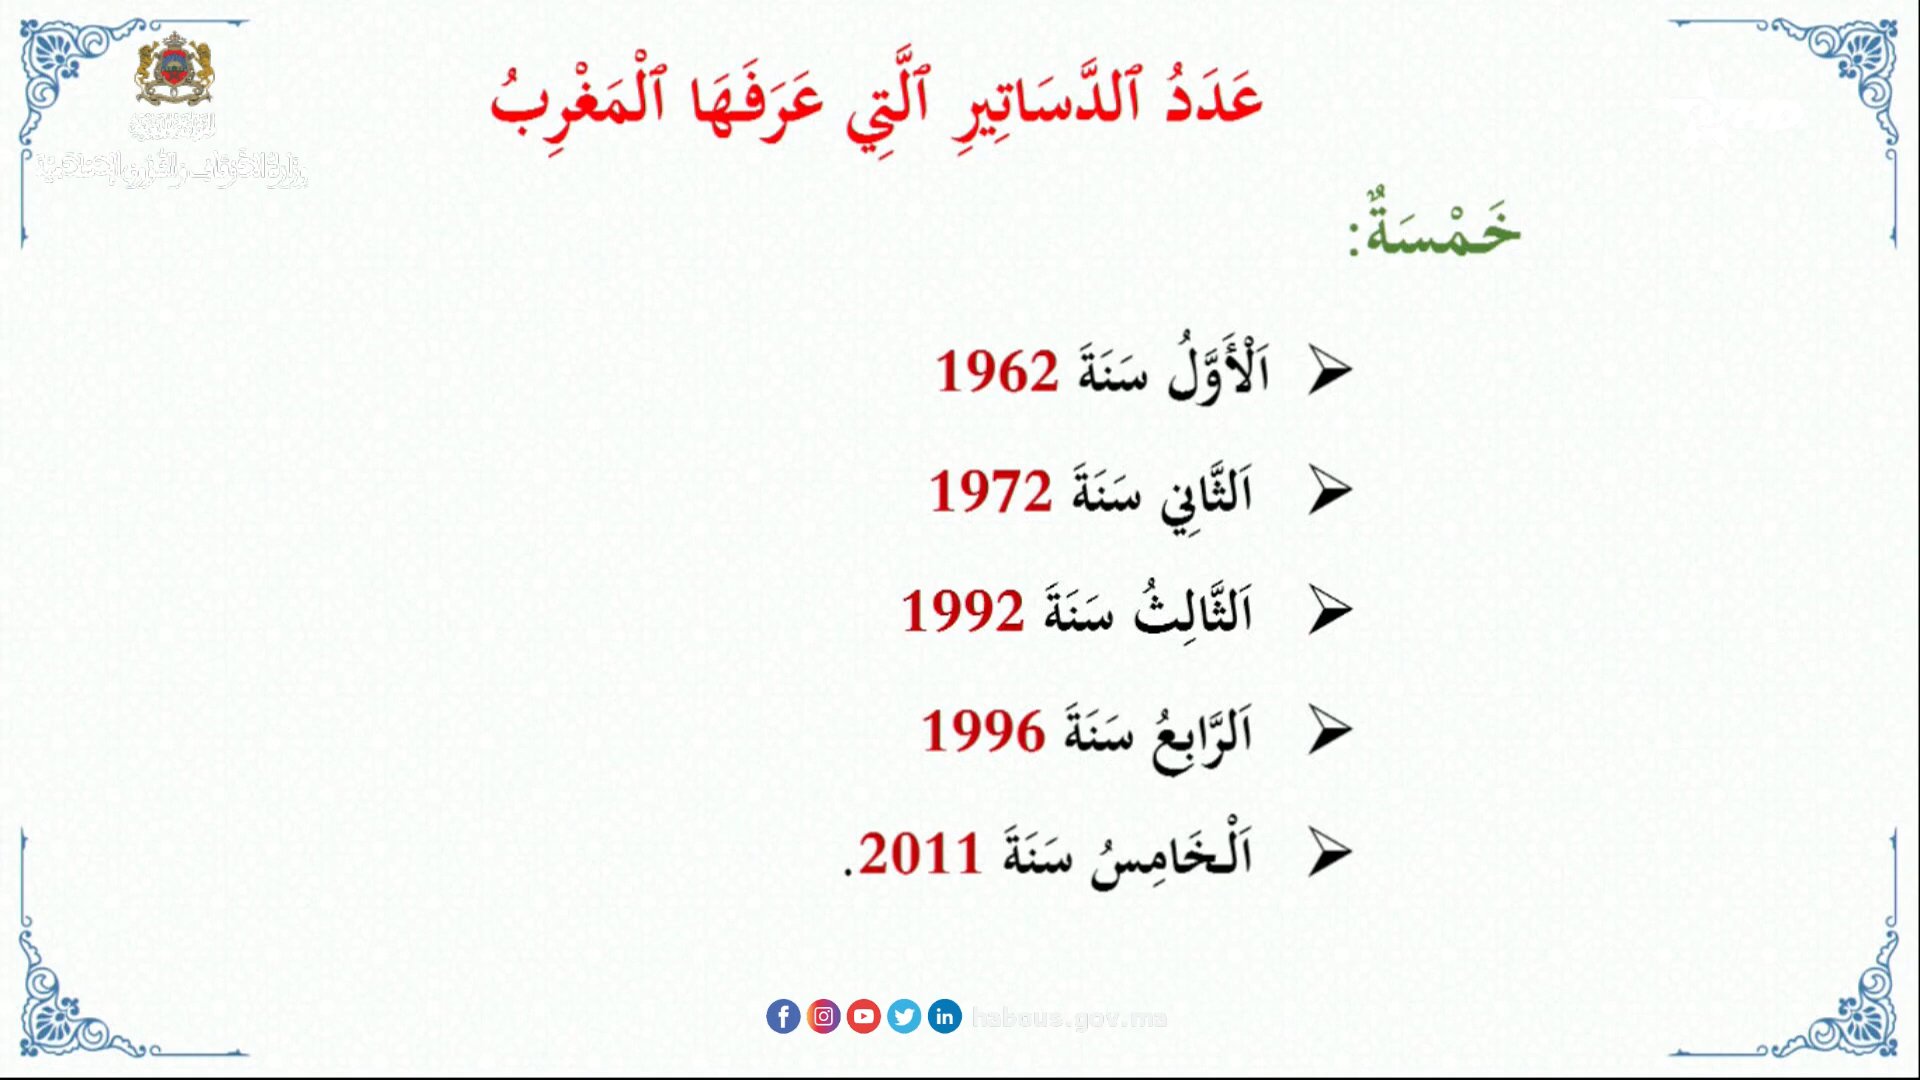 عَدَدُ ٱلدَّسَاتِيرِ ٱلَّتِي عَرَفَهَا ٱلْمَغْرِبُ
خَمْسَةٌ:
اَلْأَوَّلُ سَنَةَ 1962
اَلثَّانِي سَنَةَ 1972
اَلثَّالِثُ سَنَةَ 1992
اَلرَّابِعُ سَنَةَ 1996
اَلْخَامِسُ سَنَةَ 2011.
habous.gov.ma